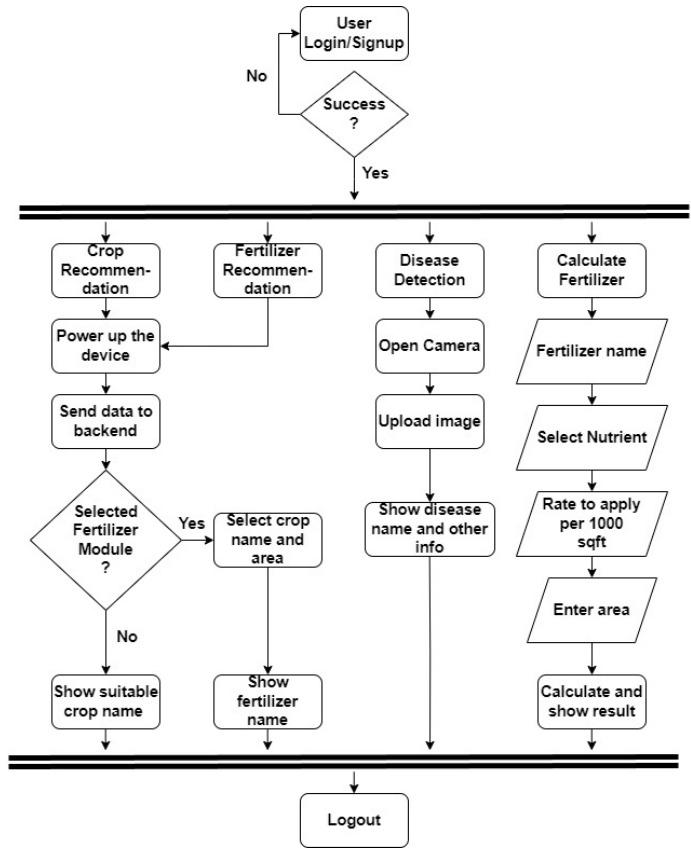 User
Login/Signup
No
Success
?
Yes
Crop
Recommen-
dation
Fertilizer
Recommen-
dation
Disease
Detection
Calculate
Fertilizer
Power up the
device
Open Camera
Fertilizer name
Send data to
backend
Upload image
Select Nutrient
Selected
Fertilizer
Module
?
Yes
Select crop
name and
area
Show disease
name and other
info
Rate to apply
per 1000
sqft
Enter area
No
Show suitable
crop name
Show
fertilizer
name
Calculate and
show result
Logout